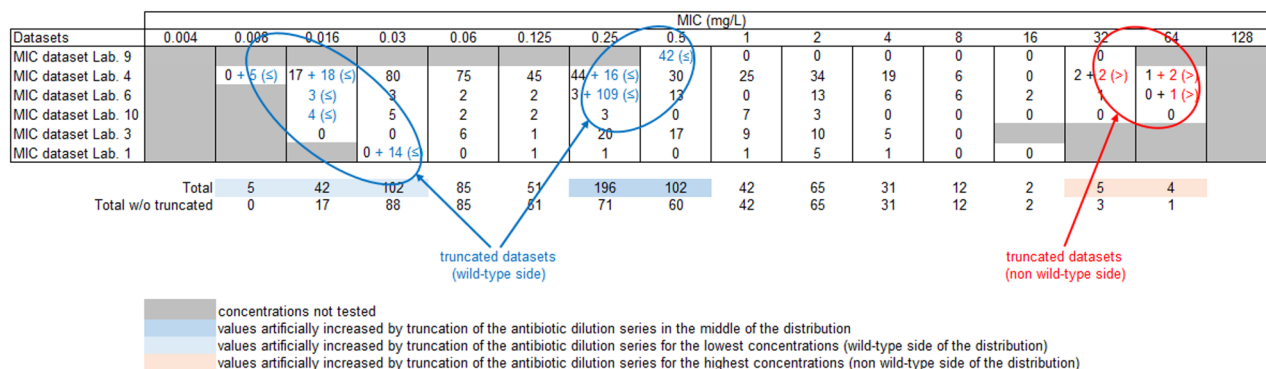 MIC (mg/L)
Datasets 0.004 0.008 0.016 0.03 0.06 0.125 0.25 0.5 1 2 4 8 16 32 64 128
MIC dataset Lab. 9 42 (≤) 0 0 0 0 0 0
MIC dataset Lab. 4 0 + 5 (≤) 17 + 18 (≤) 80 75 45 44 + 16 (≤) 30 25 34 19 6 0 2 + 2 (>) 1 + 2 (>)
MIC dataset Lab. 6 3 (≤) 3 2 2 3 + 109 (≤) 13 0 13 6 6 2 1 0 + 1 (>)
MIC dataset Lab. 10 4 (≤) 5 2 2 3 0 7 3 0 0 0 0 0
MIC dataset Lab. 3 0 0 6 1 20 17 9 10 5 0
MIC dataset Lab. 1 0 + 14 (≤) 0 1 1 0 1 5 1 0 0
Total 5 42 102 85 51 196 102 42 65 31 12 2 5 4
Total w/o truncated 0 17 88 85 51 71 60 42 65 31 12 2 3 1
truncated datasets
(wild-type side)
truncated datasets
(non wild-type side)
concentrations not tested
values artificially increased by truncation of the antibiotic dilution series in the middle of the distribution
values artificially increased by truncation of the antibiotic dilution series for the lowest concentrations (wild-type side of the distribution)
values artificially increased by truncation of the antibiotic dilution series for the highest concentrations (non wild-type side of the distribution)